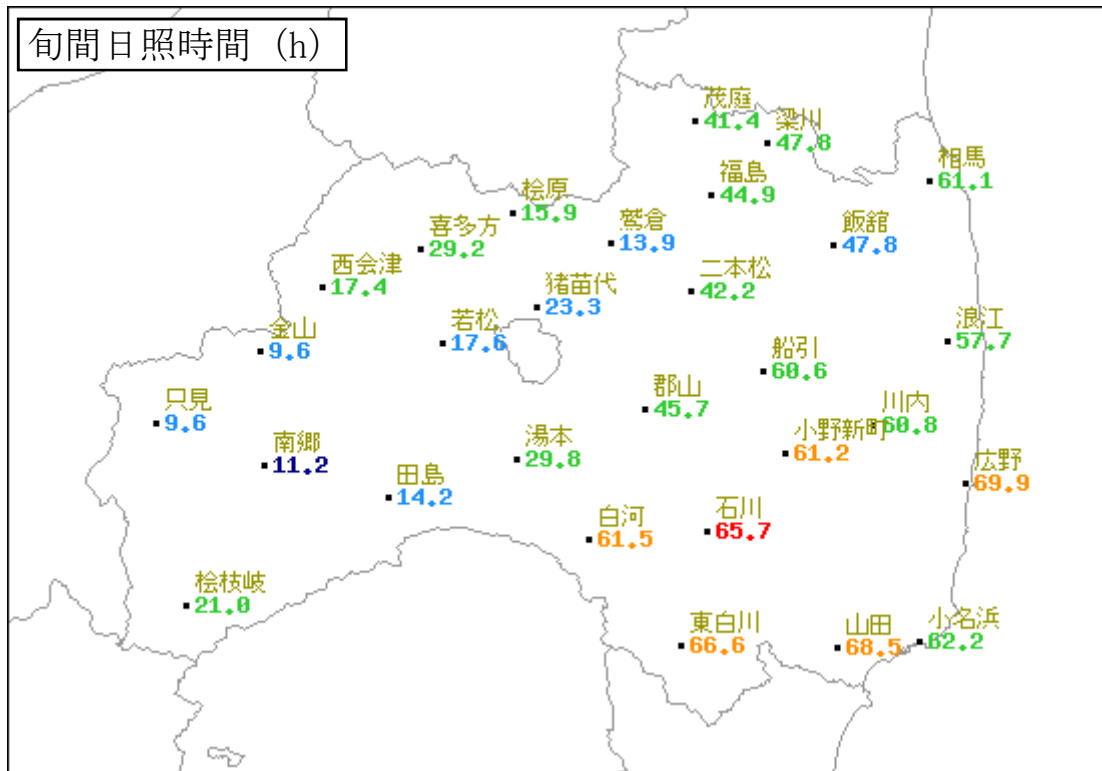 旬間日照時間 (h)
茂庭
41.4
梁川
47.8
相馬
61.1
福島
44.9
桧原
15.9
鷲倉
13.9
飯舘
47.8
喜多方
29.2
西会津
17.4
二本松
42.2
猪苗代
23.3
若松
17.6
金山
9.6
浪江
57.7
船引
60.6
郡山
45.7
只見
9.6
川内
60.8
小野新町
61.2
南郷
11.2
湯本
29.8
広野
69.9
田島
14.2
白河
61.5
石川
65.7
桧枝岐
21.0
東白川
66.6
山田
68.5
小名浜
62.2